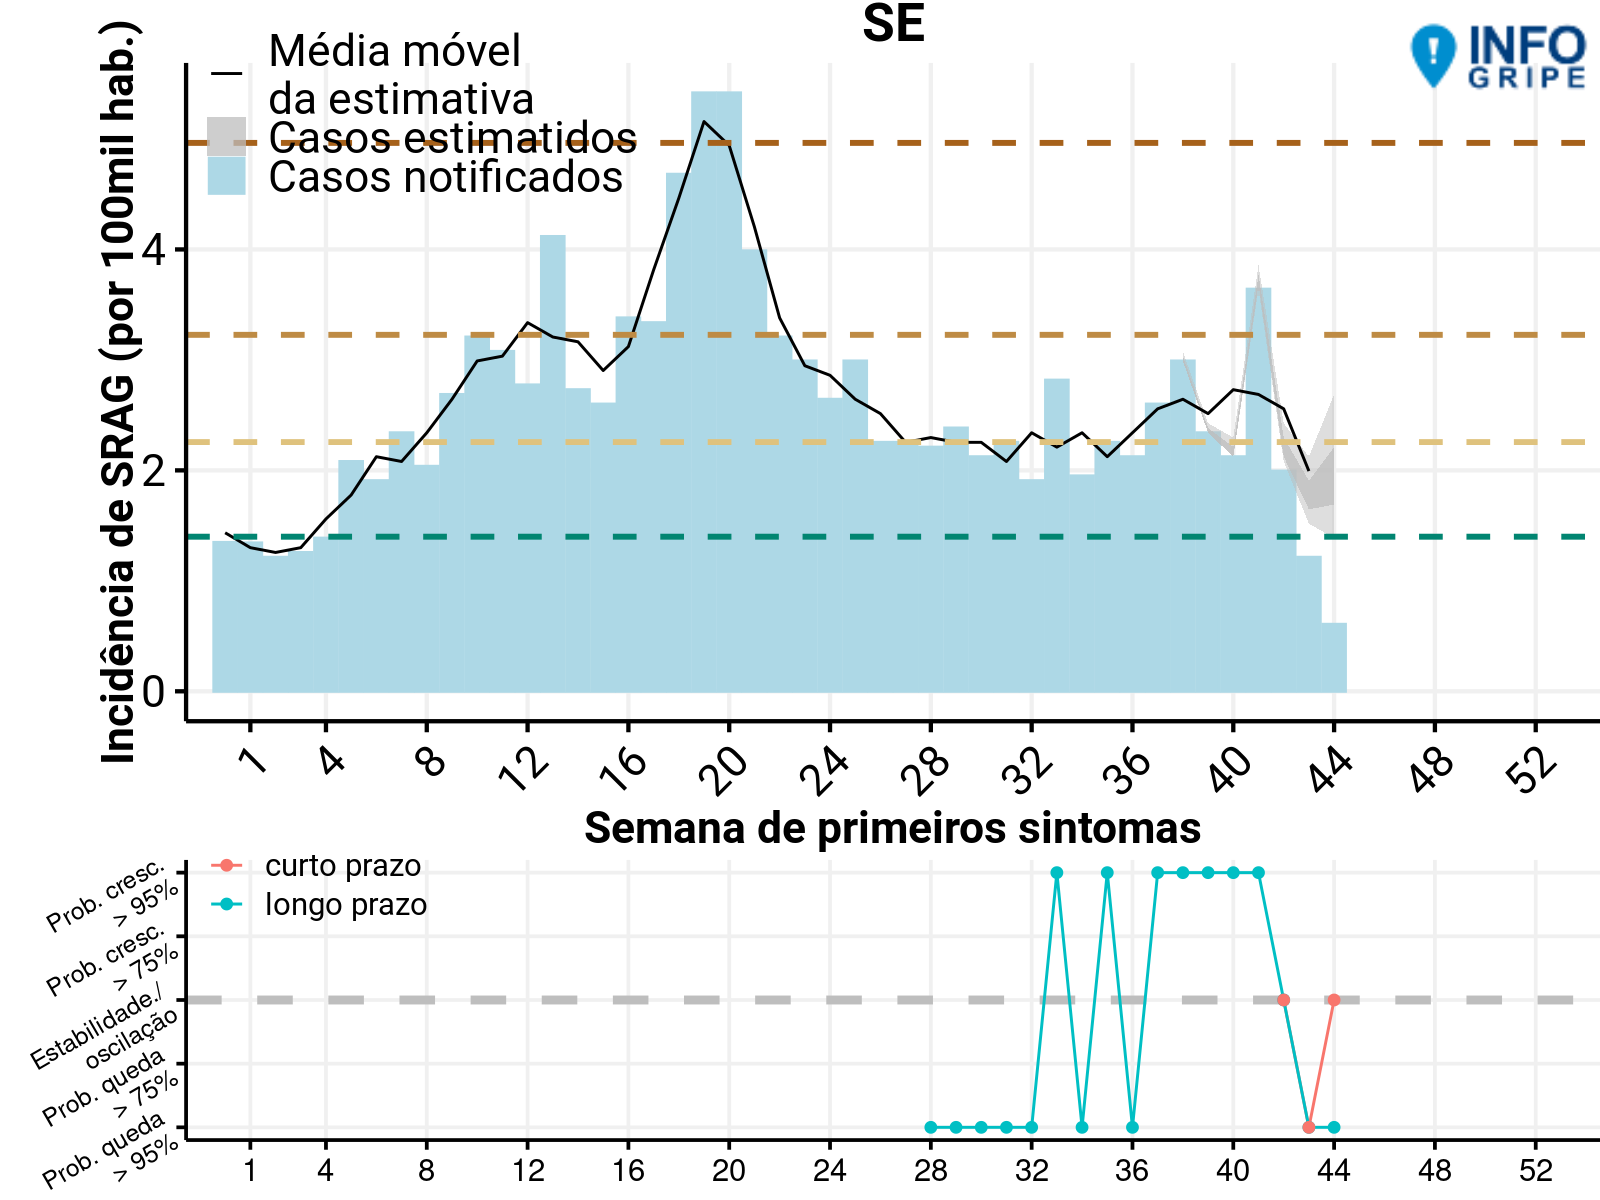 SE
INFO
GRIPE
Média móvel
da estimativa
Casos estimatidos
Casos notificados
Incidência de SRAG (por 100mil hab.)
4
2
0
1 4 8 12 16 20 24 28 32 36 40 44 48 52
Semana de primeiros sintomas
curto prazo
longo prazo
Prob. cresc.
> 95%
Prob. cresc.
> 75%
Estabilidade./
oscilação
Prob. queda
> 75%
Prob. queda
> 95%
1 4 8 12 16 20 24 28 32 36 40 44 48 52